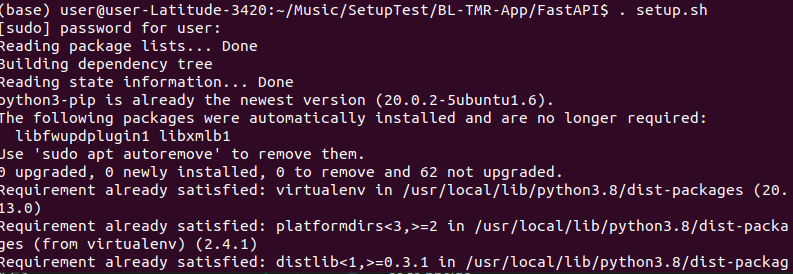 (base) user@user-Latitude-3420:~/Music/SetupTest/BL-TMR-App/FastAPI$ . setup.sh
[sudo] password for user:
Reading package lists... Done
Building dependency tree
Reading state information... Done
python3-pip is already the newest version (20.0.2-5ubuntu1.6).
The following packages were automatically installed and are no longer required:
  libfwupdplugin1 libxmlb1
Use 'sudo apt autoremove' to remove them.
0 upgraded, 0 newly installed, 0 to remove and 62 not upgraded.
Requirement already satisfied: virtualenv in /usr/local/lib/python3.8/dist-packages (20.
13.0)
Requirement already satisfied: platformdirs<3,>=2 in /usr/local/lib/python3.8/dist-packa
ges (from virtualenv) (2.4.1)
Requirement already satisfied: distlib<1,>=0.3.1 in /usr/local/lib/python3.8/dist-packag